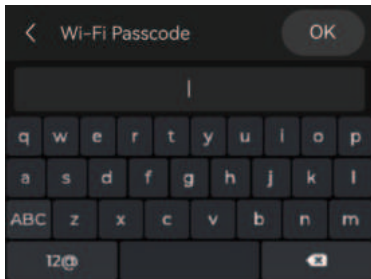 Wi-Fi Passcode OK
q w e r t y u i o p
a s d f g h j k l
ABC z x c v b n m
12@